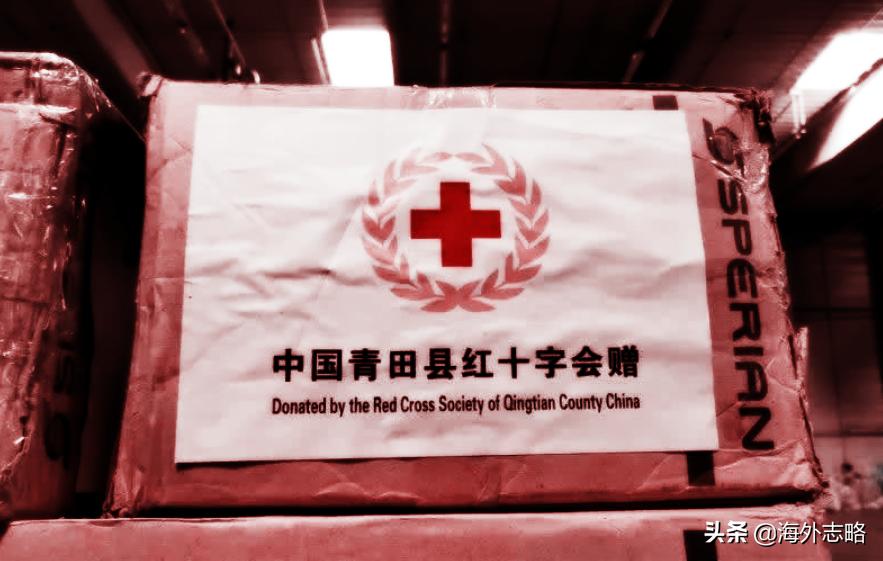 中国青田县红十字会赠
Donated by the Red Cross Society of Qingtian County China
SPERIAN
头条 @海外志略